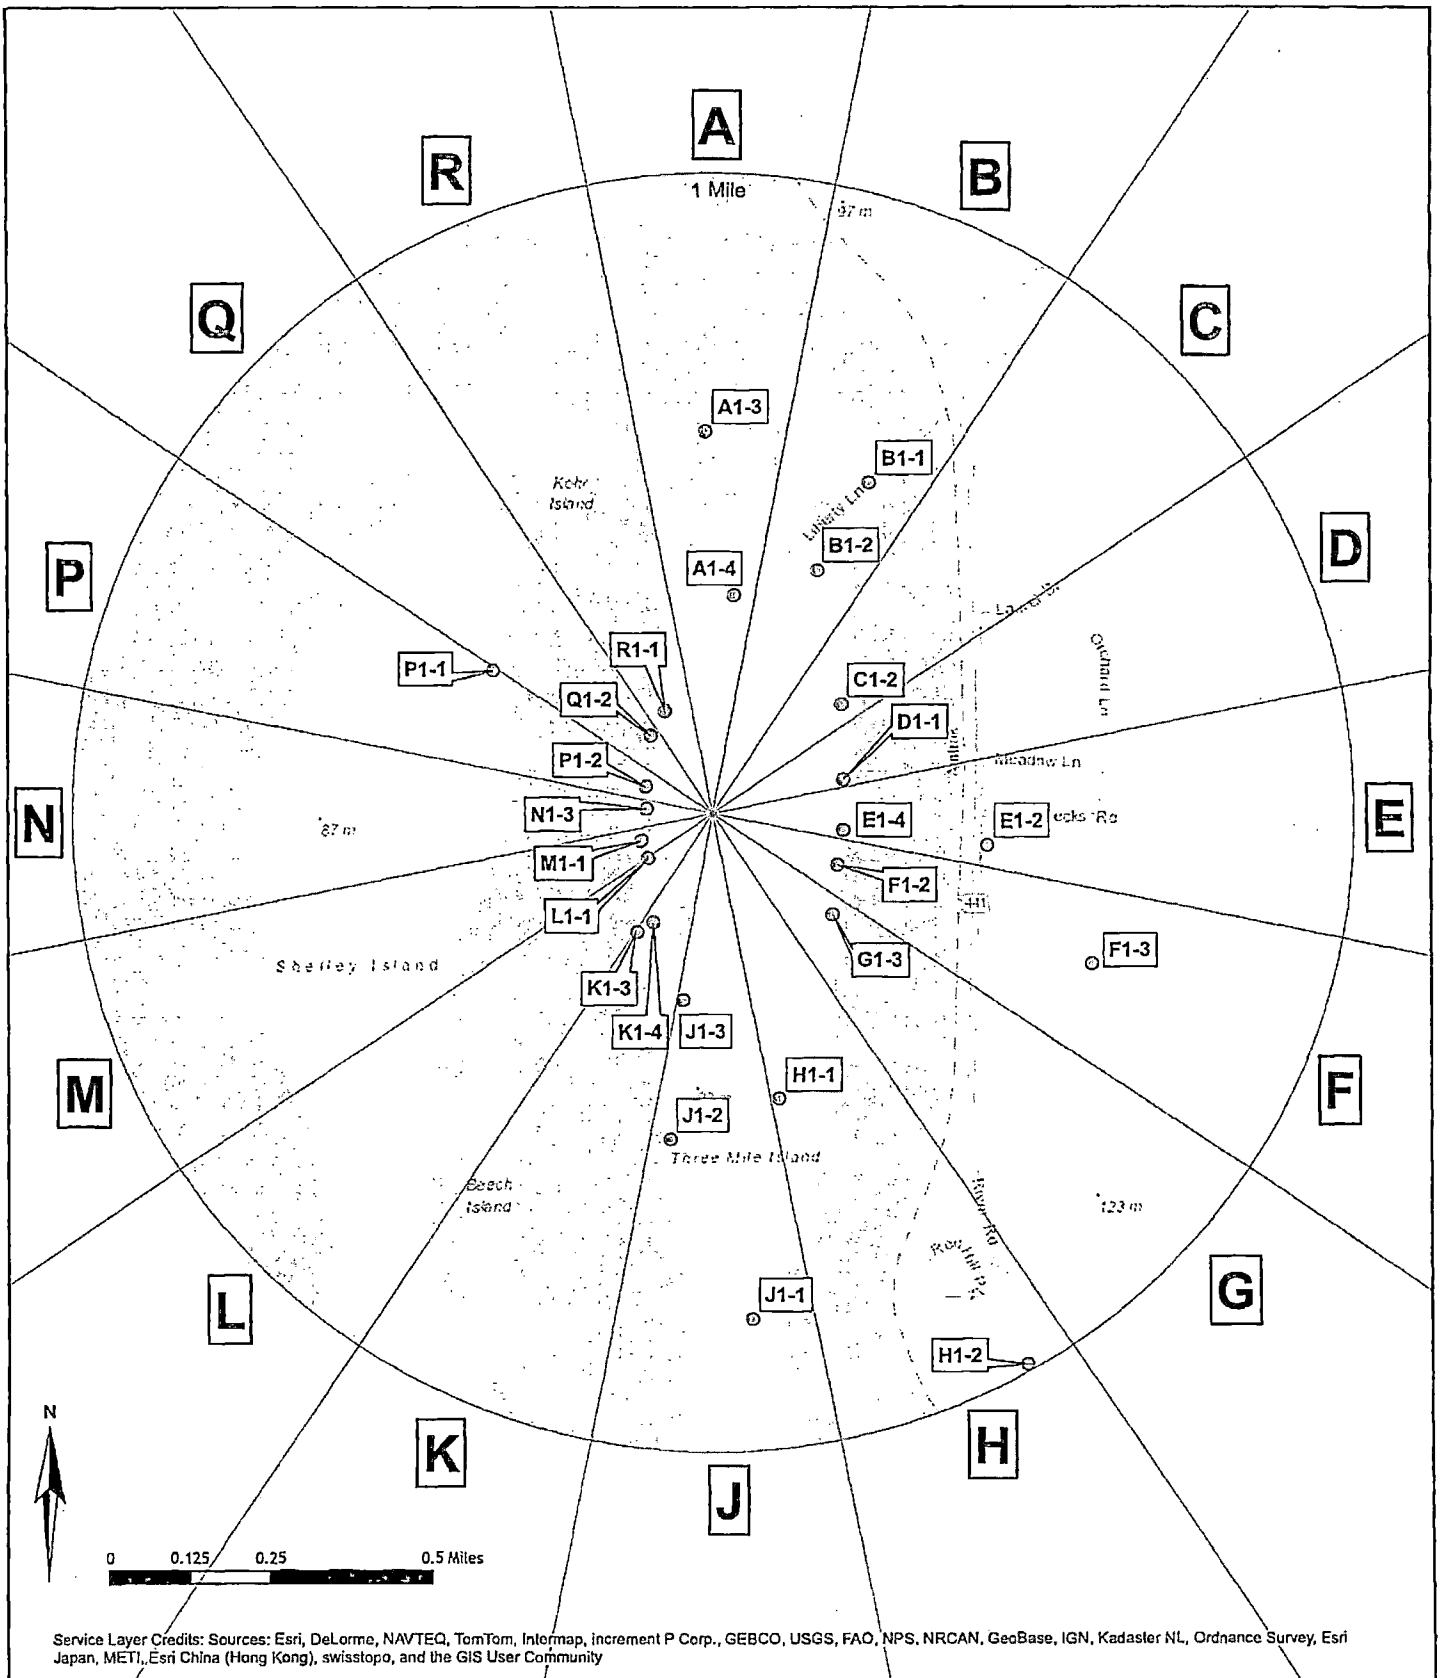 A
R
B
1 Mile
97 m
Q
C
A1-3
B1-1
Kohr
Island
Liberty Ln
B1-2
D
A1-4
P
R1-1
Orchard Ln
P1-1
C1-2
Q1-2
D1-1
P1-2
Meadow Ln
N
N1-3
87 m
E1-4
E1-2
ecks Rd
E
M1-1
F1-2
L1-1
441
G1-3
F1-3
Shelley Island
K1-3
K1-4
J1-3
M
H1-1
F
J1-2
Three Mile Island
Beech
Island
River Rd
123 m
Red Hill
L
J1-1
G
H1-2
N
K
H
J
0 0.125 0.25 0.5 Miles
Service Layer Credits: Sources: Esri, DeLorme, NAVTEQ, TomTom, Intermap, increment P Corp., GEBCO, USGS, FAO, NPS, NRCAN, GeoBase, IGN, Kadaster NL, Ordnance Survey, Esri
Japan, METI, Esri China (Hong Kong), swisstopo, and the GIS User Community